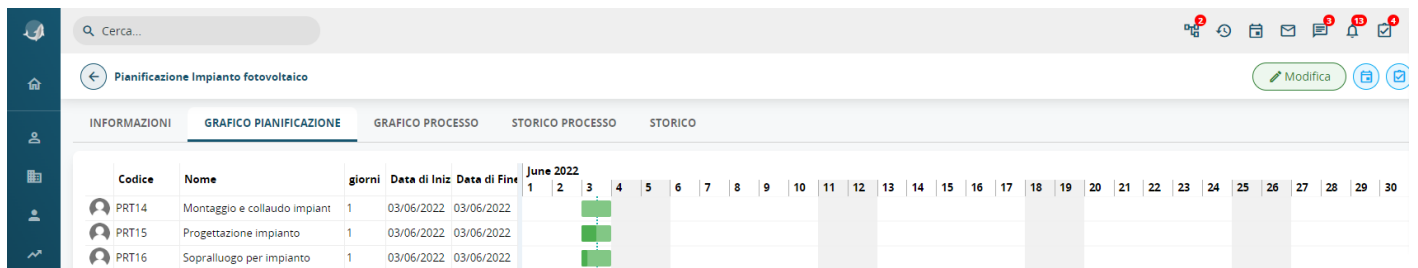 Cerca...
2
3
13
4
Pianificazione Impianto fotovoltaico
Modifica
INFORMAZIONI GRAFICO PIANIFICAZIONE GRAFICO PROCESSO STORICO PROCESSO STORICO
June 2022
Codice Nome giorni Data di Iniz Data di Fine 1 2 3 4 5 6 7 8 9 10 11 12 13 14 15 16 17 18 19 20 21 22 23 24 25 26 27 28 29 30
PRT14 Montaggio e collaudo impiant 1 03/06/2022 03/06/2022
PRT15 Progettazione impianto 1 03/06/2022 03/06/2022
PRT16 Sopralluogo per impianto 1 03/06/2022 03/06/2022